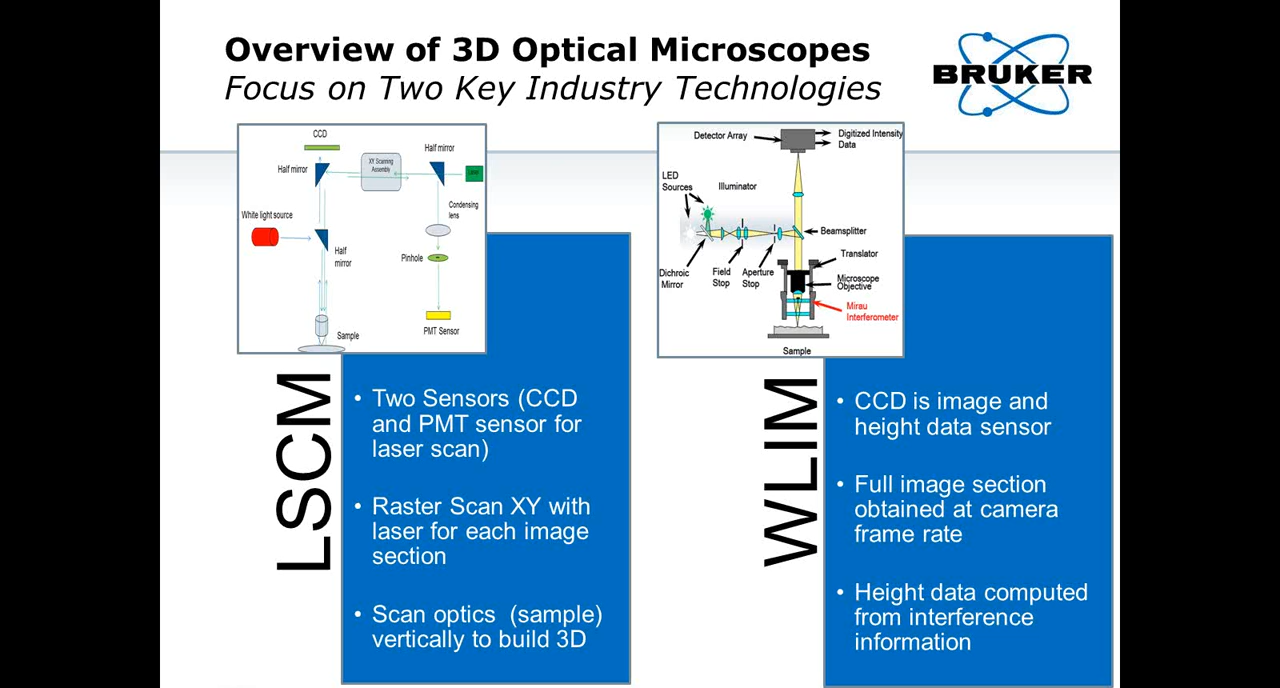 Overview of 3D Optical Microscopes
Focus on Two Key Industry Technologies
BRUKER
CCD
Half mirror
XY Scanning
Assembly
Half mirror
Laser
White light source
Half
mirror
Condensing
lens
Pinhole
PMT Sensor
Sample
LSCM
• Two Sensors (CCD
and PMT sensor for
laser scan)
• Raster Scan XY with
laser for each image
section
• Scan optics (sample)
vertically to build 3D
Detector Array
Digitized Intensity
Data
LED
Sources
Illuminator
Beamsplitter
Dichroic
Mirror
Field
Stop
Aperture
Stop
Translator
Microscope
Objective
Mirau
Interferometer
Sample
WLIM
• CCD is image and
height data sensor
• Full image section
obtained at camera
frame rate
• Height data computed
from interference
information